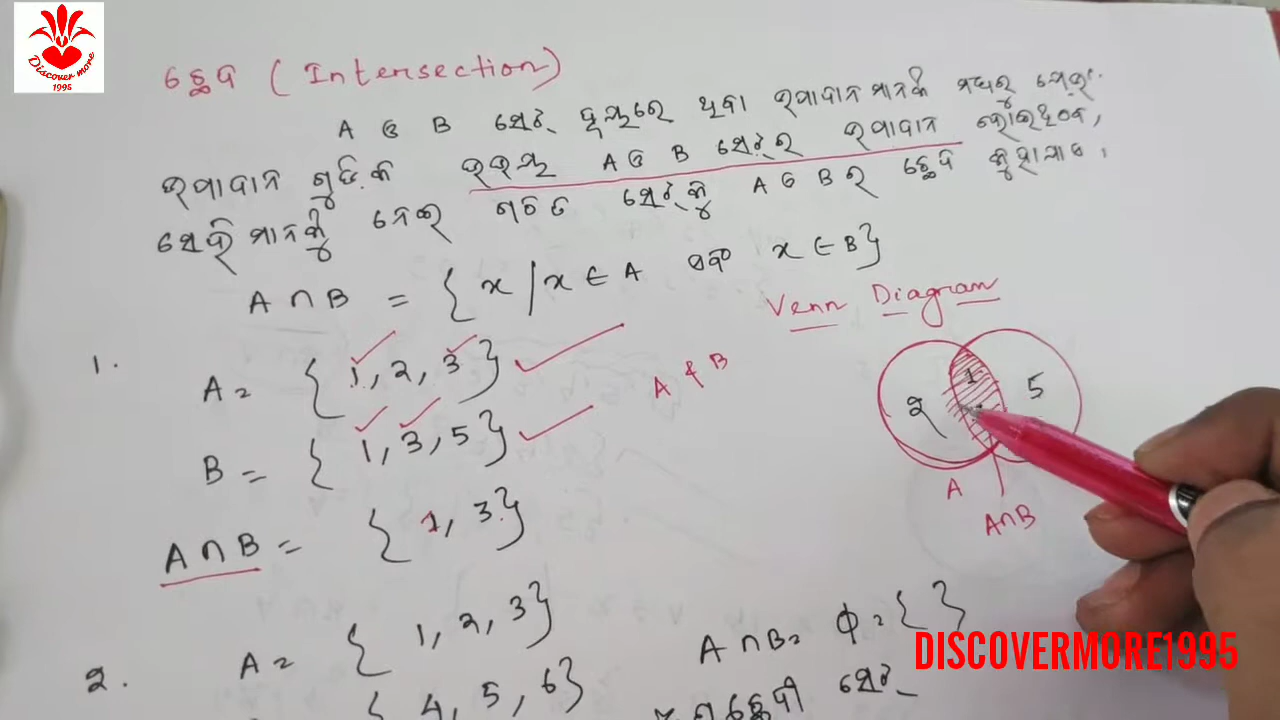 Discover more
1995
ଛେଦ (Intersection)
A ଓ B ସେଟ୍ ଦ୍ୱୟରେ ଥିବା ଉପାଦାନ ମାନଙ୍କ ମଧ୍ୟରୁ ଯେଉଁ
ଉପାଦାନ ଗୁଡ଼ିକ ଉଭୟ A ଓ B ସେଟ୍ ର ଉପାଦାନ ହୋଇଥିବେ,
ସେହି ମାନଙ୍କୁ ନେଇ ଗଠିତ ସେଟ୍ କୁ A ଓ B ର ଛେଦ କୁହାଯାଏ ।
A ∩ B = { x | x ∈ A ଏବଂ x ∈ B }
Venn Diagram
1. A = { 1, 2, 3 }
A & B
B = { 1, 3, 5 }
A ∩ B = { 1, 3 }
2 1 5
A
A∩B
2. A = { 1, 2, 3 }
{ 4, 5, 6 }
A ∩ B = ϕ = { }
ସେଟ୍
DISCOVERMORE1995